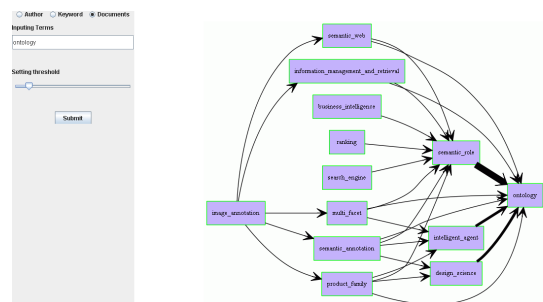 Author Keyword Documents
Inputing Terms
ontology
Setting threshold
Submit
semantic_web
information_management_and_retrieval
business_intelligence
ranking
semantic_role
search_engine
ontology
image_annotation
multi_facet
intelligent_agent
semantic_annotation
design_science
product_family